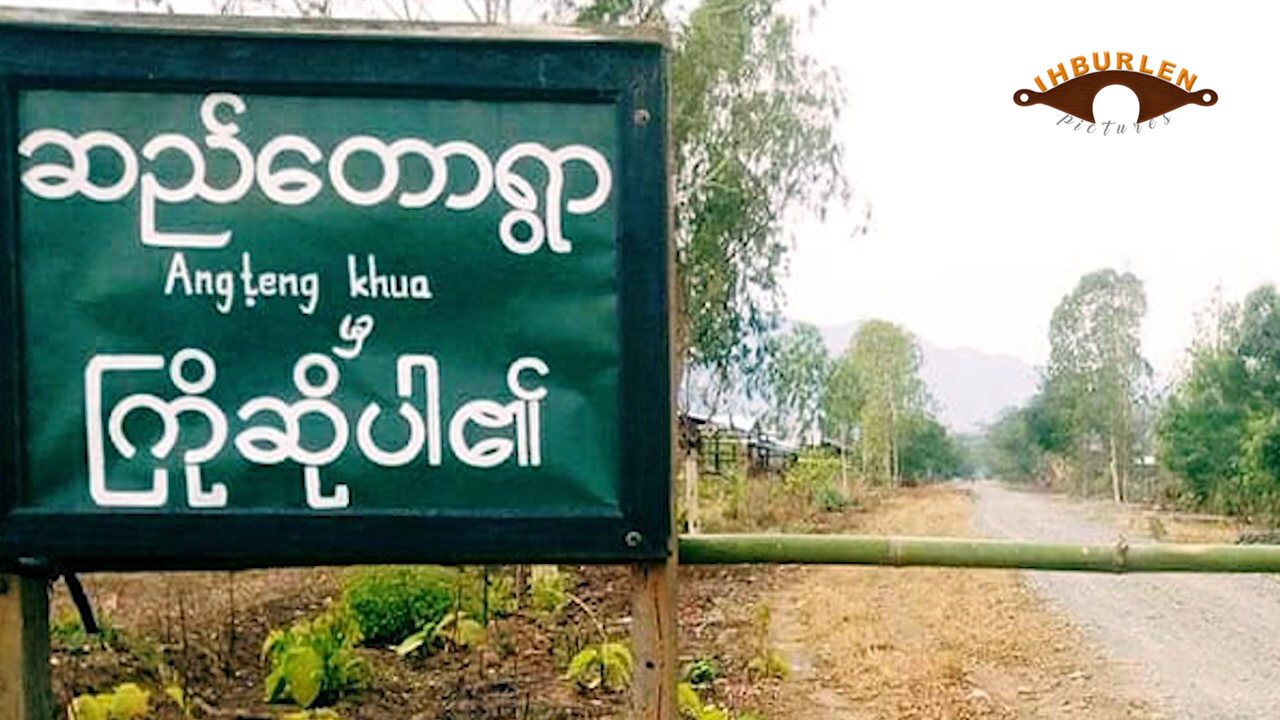 ဆည်တောရွာ
Angṭeng khua
မှ
ကြိုဆိုပါ၏
IHBURLEN
pictures